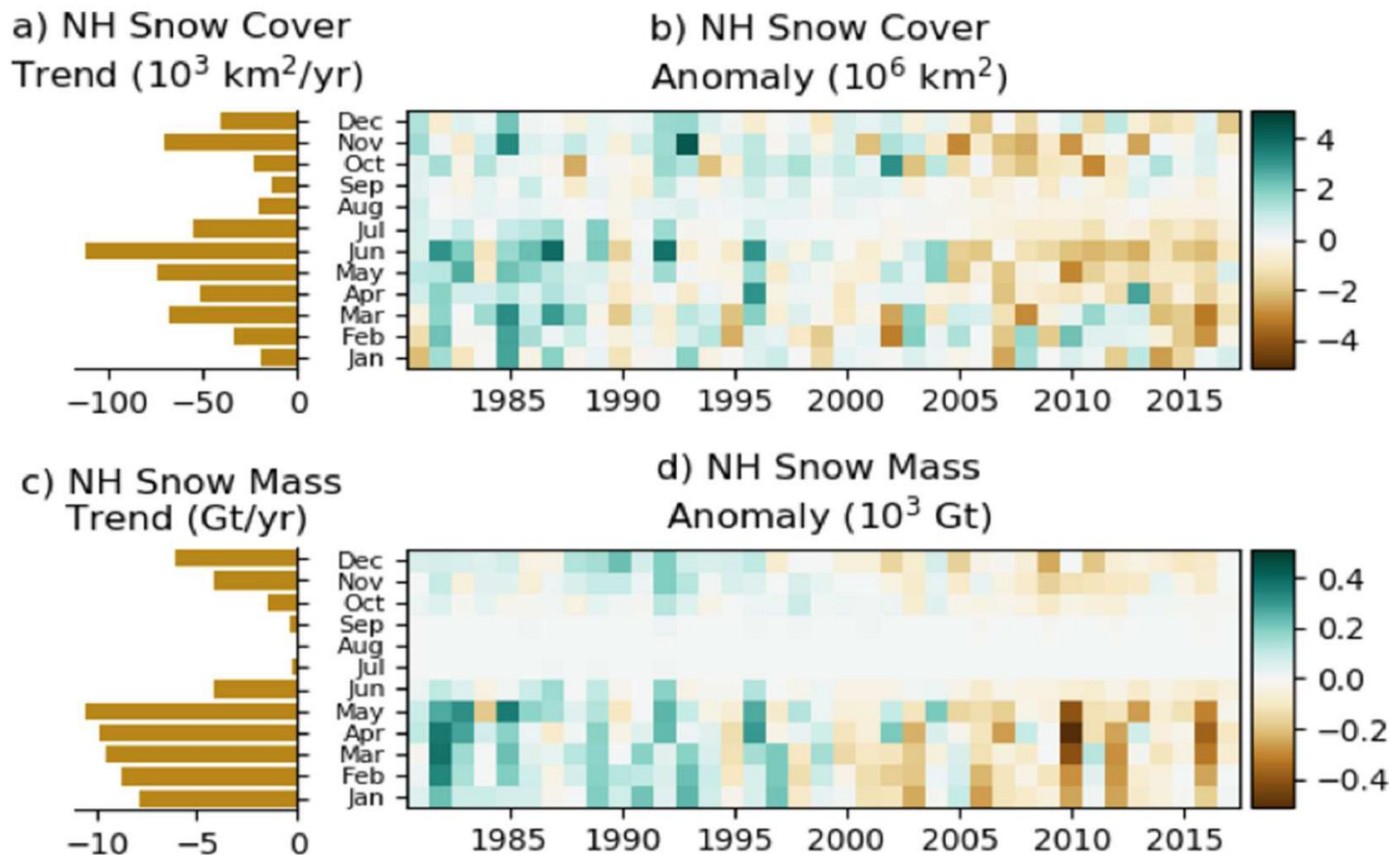 a) NH Snow Cover
Trend (10³ km²/yr)
b) NH Snow Cover
Anomaly (10⁶ km²)
Dec
Nov
Oct
Sep
Aug
Jul
Jun
May
Apr
Mar
Feb
Jan
−100 −50 0
1985 1990 1995 2000 2005 2010 2015
4
2
0
−2
−4
c) NH Snow Mass
Trend (Gt/yr)
d) NH Snow Mass
Anomaly (10³ Gt)
Dec
Nov
Oct
Sep
Aug
Jul
Jun
May
Apr
Mar
Feb
Jan
−10 −5 0
1985 1990 1995 2000 2005 2010 2015
0.4
0.2
0.0
−0.2
−0.4